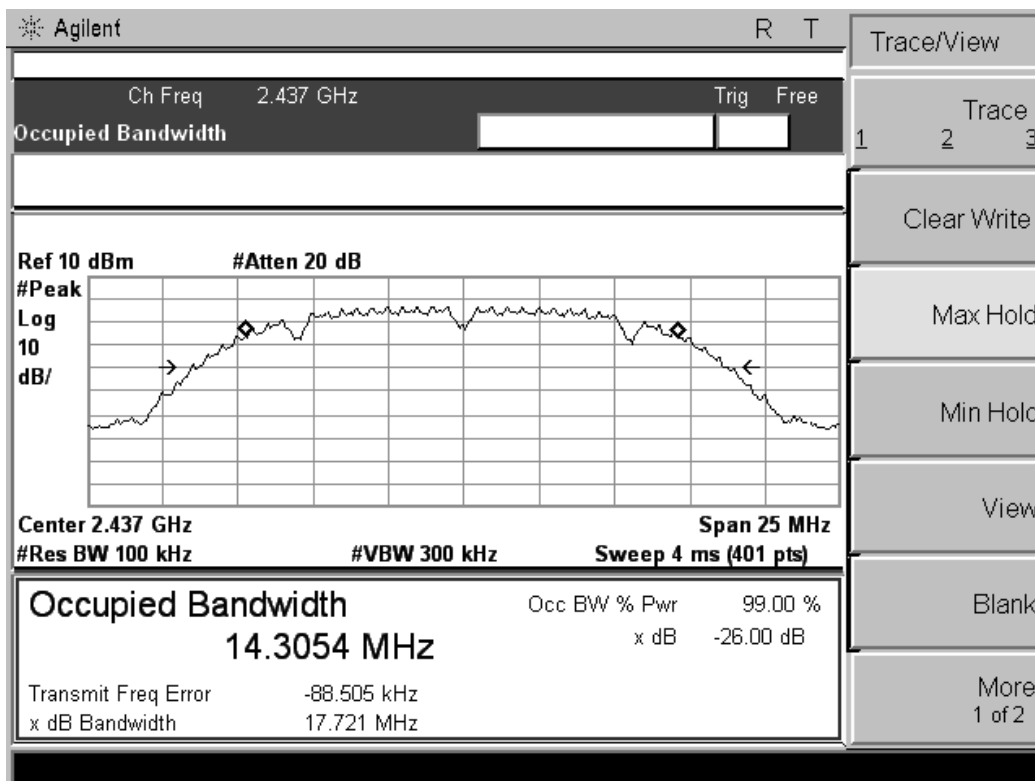 Agilent R T
Ch Freq 2.437 GHz Trig Free
Occupied Bandwidth
Ref 10 dBm #Atten 20 dB
#Peak
Log
10
dB/
Center 2.437 GHz Span 25 MHz
#Res BW 100 kHz #VBW 300 kHz Sweep 4 ms (401 pts)
Occupied Bandwidth Occ BW % Pwr 99.00 %
14.3054 MHz x dB -26.00 dB
Transmit Freq Error -88.505 kHz
x dB Bandwidth 17.721 MHz
Trace/View
Trace
1 2 3
Clear Write
Max Hold
Min Hold
View
Blank
More
1 of 2